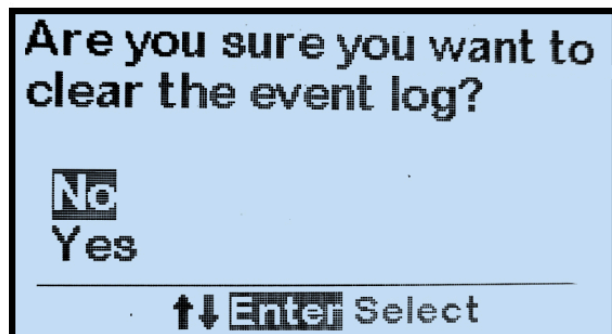 Are you sure you want to
clear the event log?
No
Yes
↑↓ Enter Select